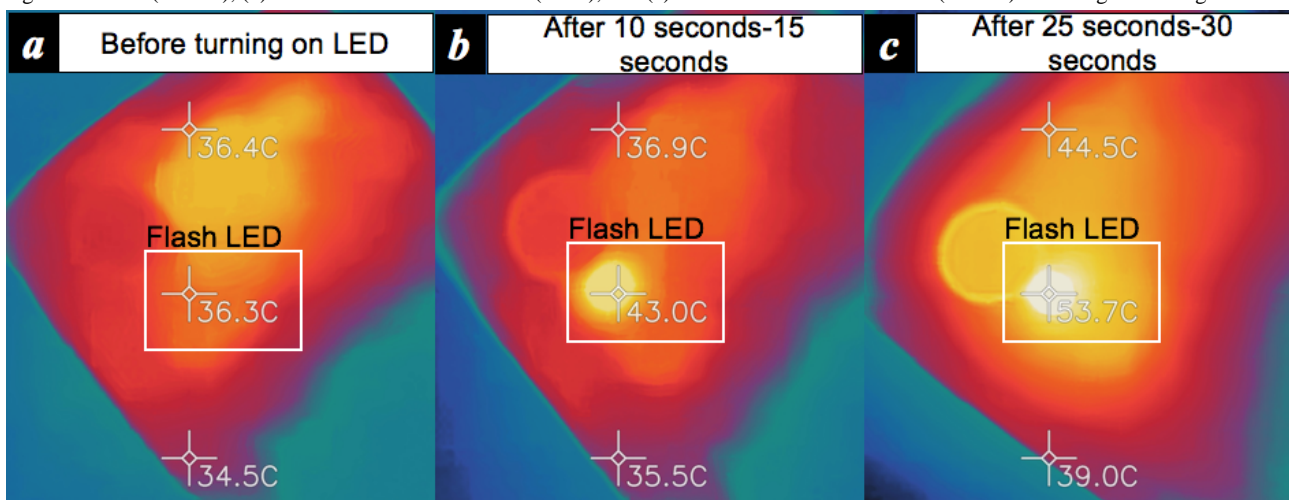 a
Before turning on LED
36.4C
Flash LED
36.3C
34.5C
b
After 10 seconds-15
seconds
36.9C
Flash LED
43.0C
35.5C
c
After 25 seconds-30
seconds
44.5C
Flash LED
53.7C
39.0C